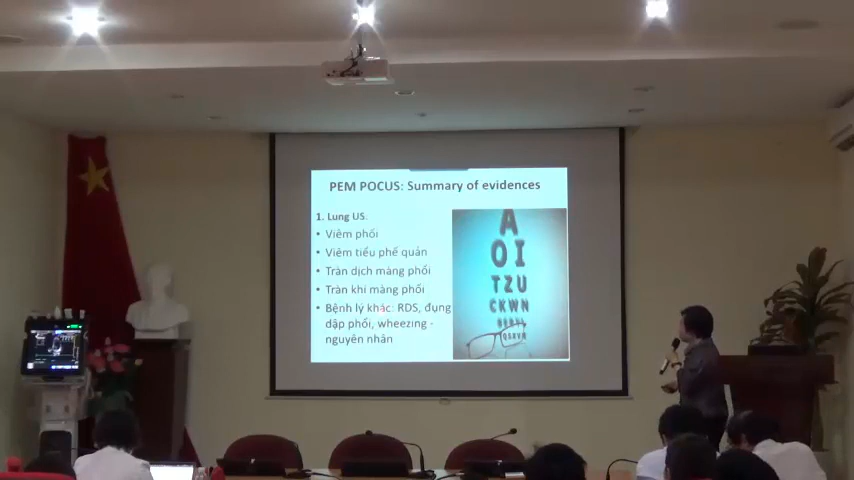 PEM POCUS: Summary of evidences
1. Lung US.
• Viêm phổi
• Viêm tiểu phế quản
• Tràn dịch màng phổi
• Tràn khí màng phổi
• Bệnh lý khác: RDS, đụng
dập phổi, wheezing -
nguyên nhân
A
O I
TZU
CKWN